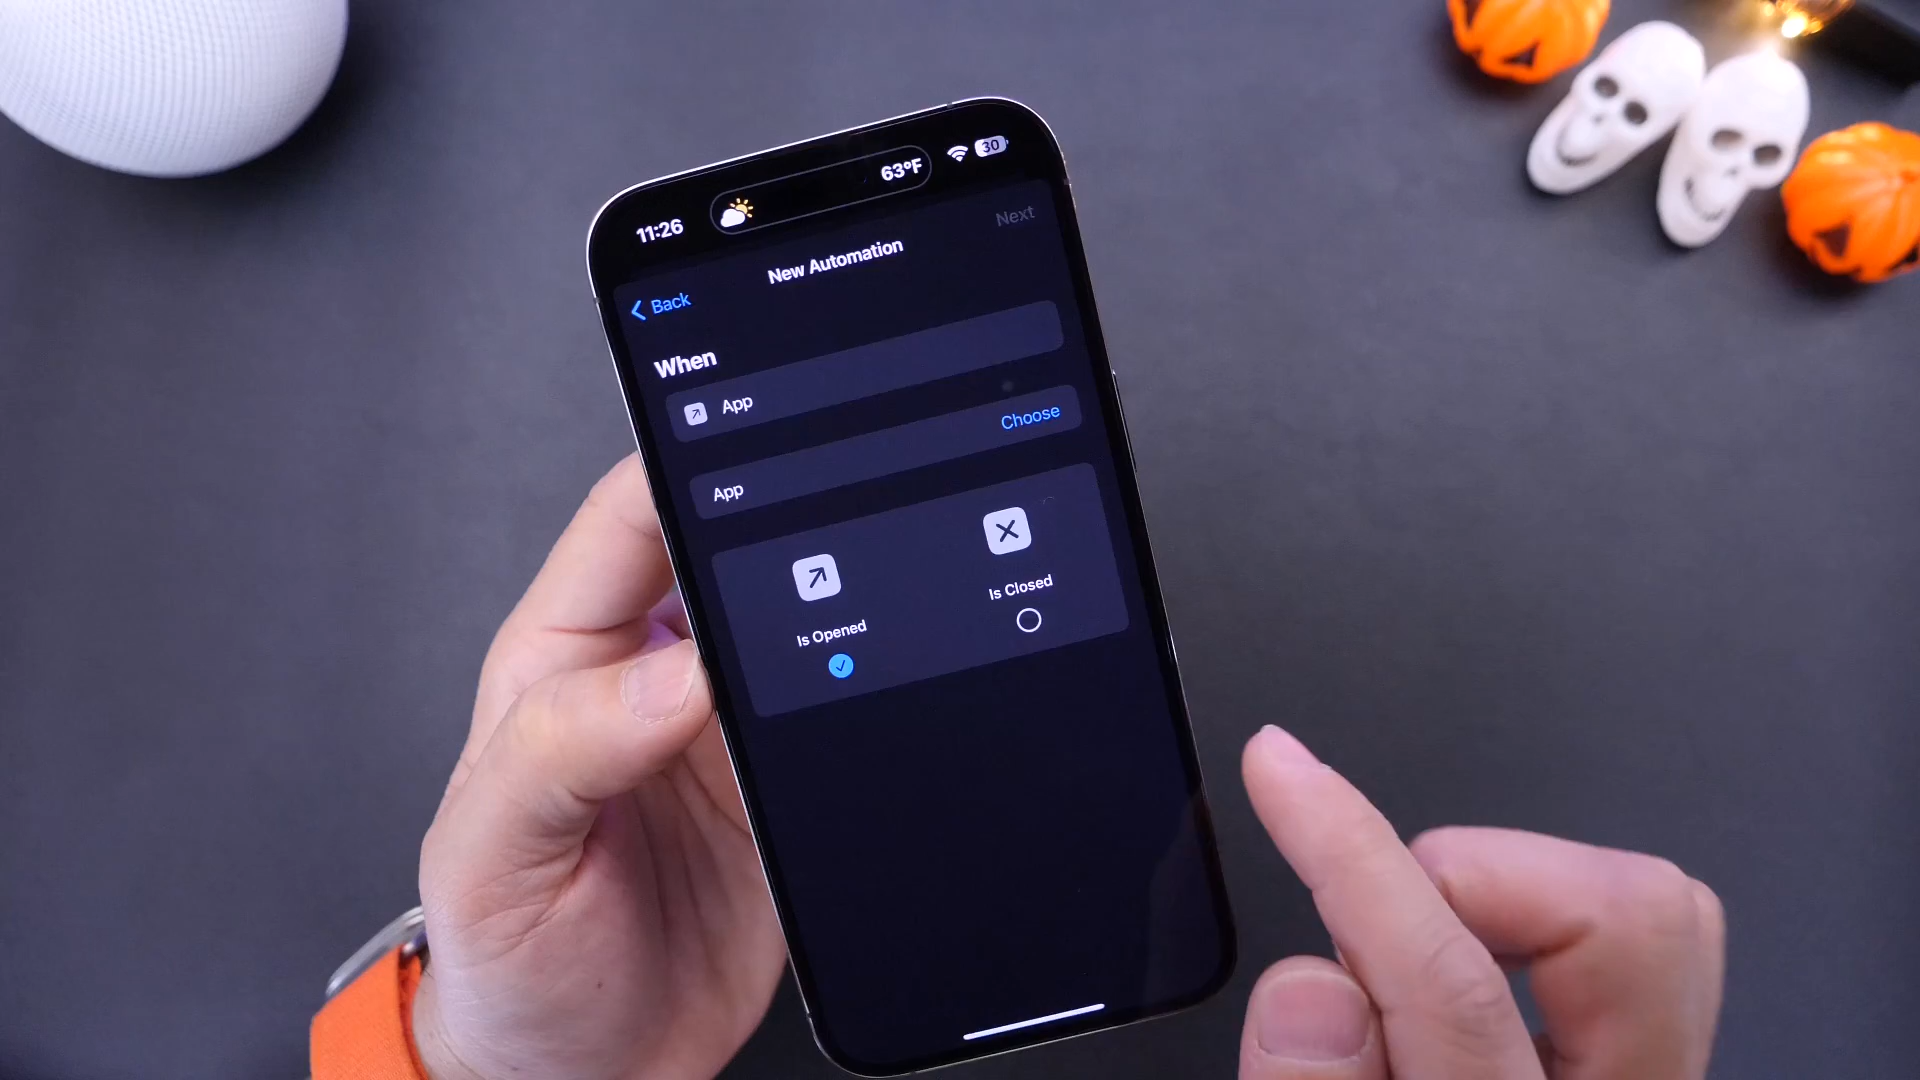 11:26
63°F
30
Next
New Automation
Back
When
App
Choose
App
Is Opened
Is Closed